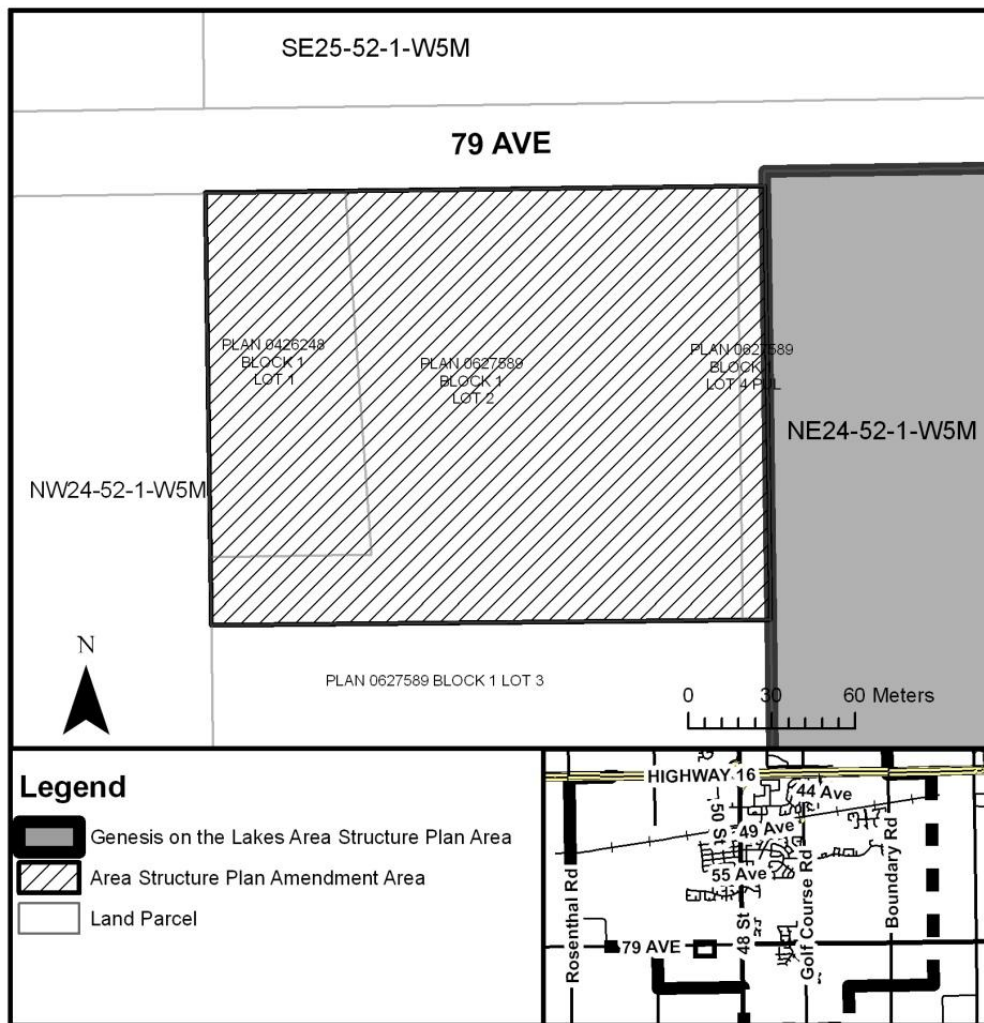 SE25-52-1-W5M
79 AVE
PLAN 0426248
BLOCK 1
LOT 1
PLAN 0627589
BLOCK 1
LOT 2
PLAN 0627589
BLOCK 1
LOT 4 PUL
NE24-52-1-W5M
NW24-52-1-W5M
N
PLAN 0627589 BLOCK 1 LOT 3
0 30 60 Meters
Legend
Genesis on the Lakes Area Structure Plan Area
Area Structure Plan Amendment Area
Land Parcel
HIGHWAY 16
44 Ave
50 St
49 Ave
55 Ave
Rosenthal Rd
79 AVE
48 St
Golf Course Rd
Boundary Rd